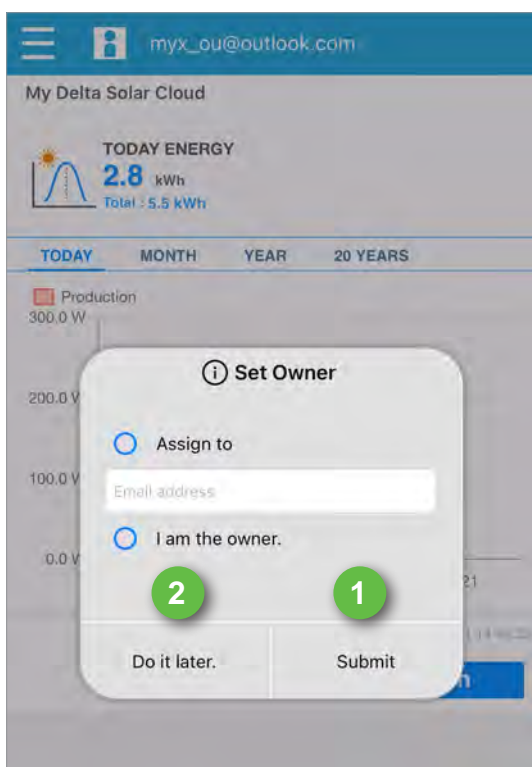 myx_ou@outlook.com
My Delta Solar Cloud
TODAY ENERGY
2.8 kWh
Total : 5.5 kWh
TODAY MONTH YEAR 20 YEARS
Production
300.0 W
200.0 W
100.0 W
0.0 W
21
i Set Owner
Assign to
Email address
I am the owner.
2 1
Do it later. Submit